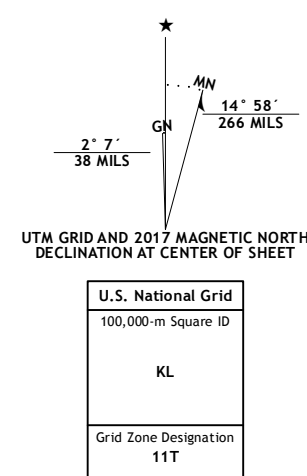 ★
MN
14° 58´
266 MILS
GN
2° 7´
38 MILS
UTM GRID AND 2017 MAGNETIC NORTH
DECLINATION AT CENTER OF SHEET
U.S. National Grid
100,000-m Square ID
KL
Grid Zone Designation
11T